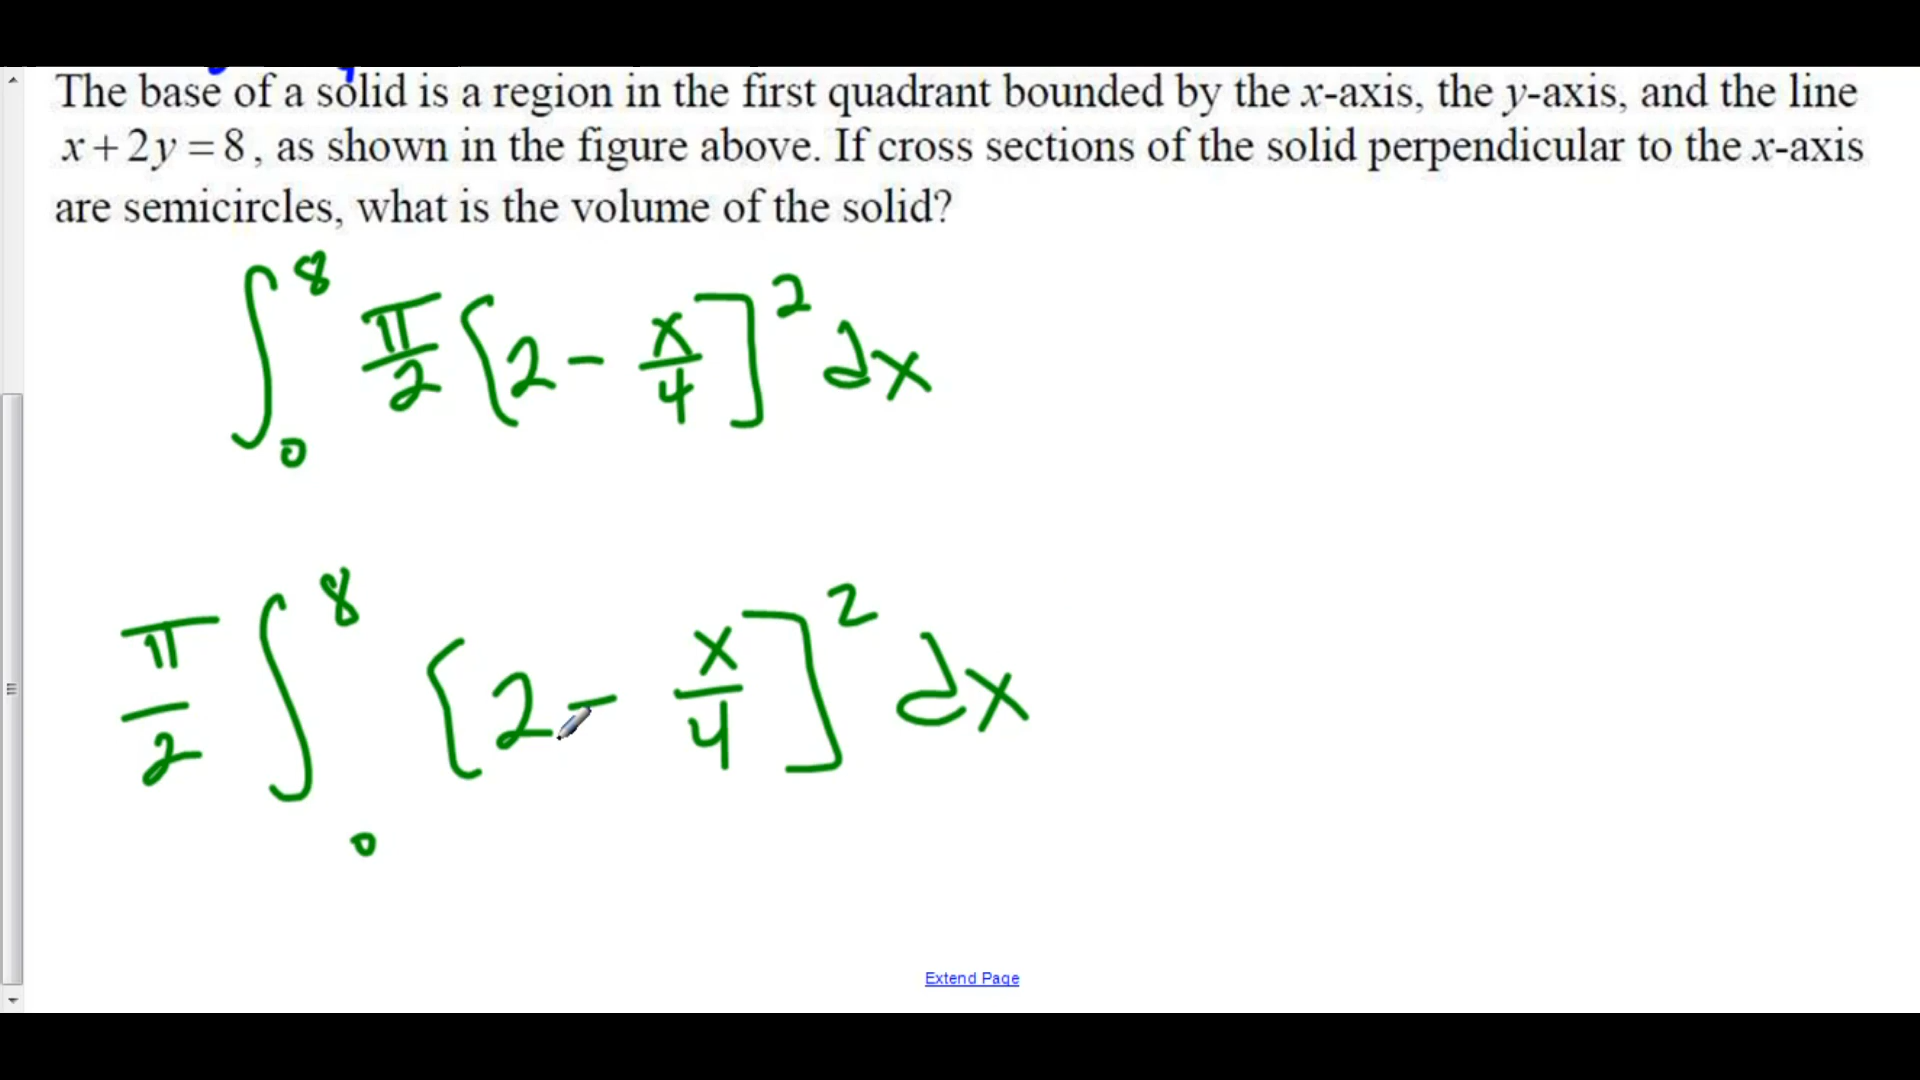 The base of a solid is a region in the first quadrant bounded by the x-axis, the y-axis, and the line
x + 2y = 8, as shown in the figure above. If cross sections of the solid perpendicular to the x-axis
are semicircles, what is the volume of the solid?
∫₀⁸ π/2 [2 - x/4]² dx
π/2 ∫₀⁸ [2 - x/4]² dx
Extend Page